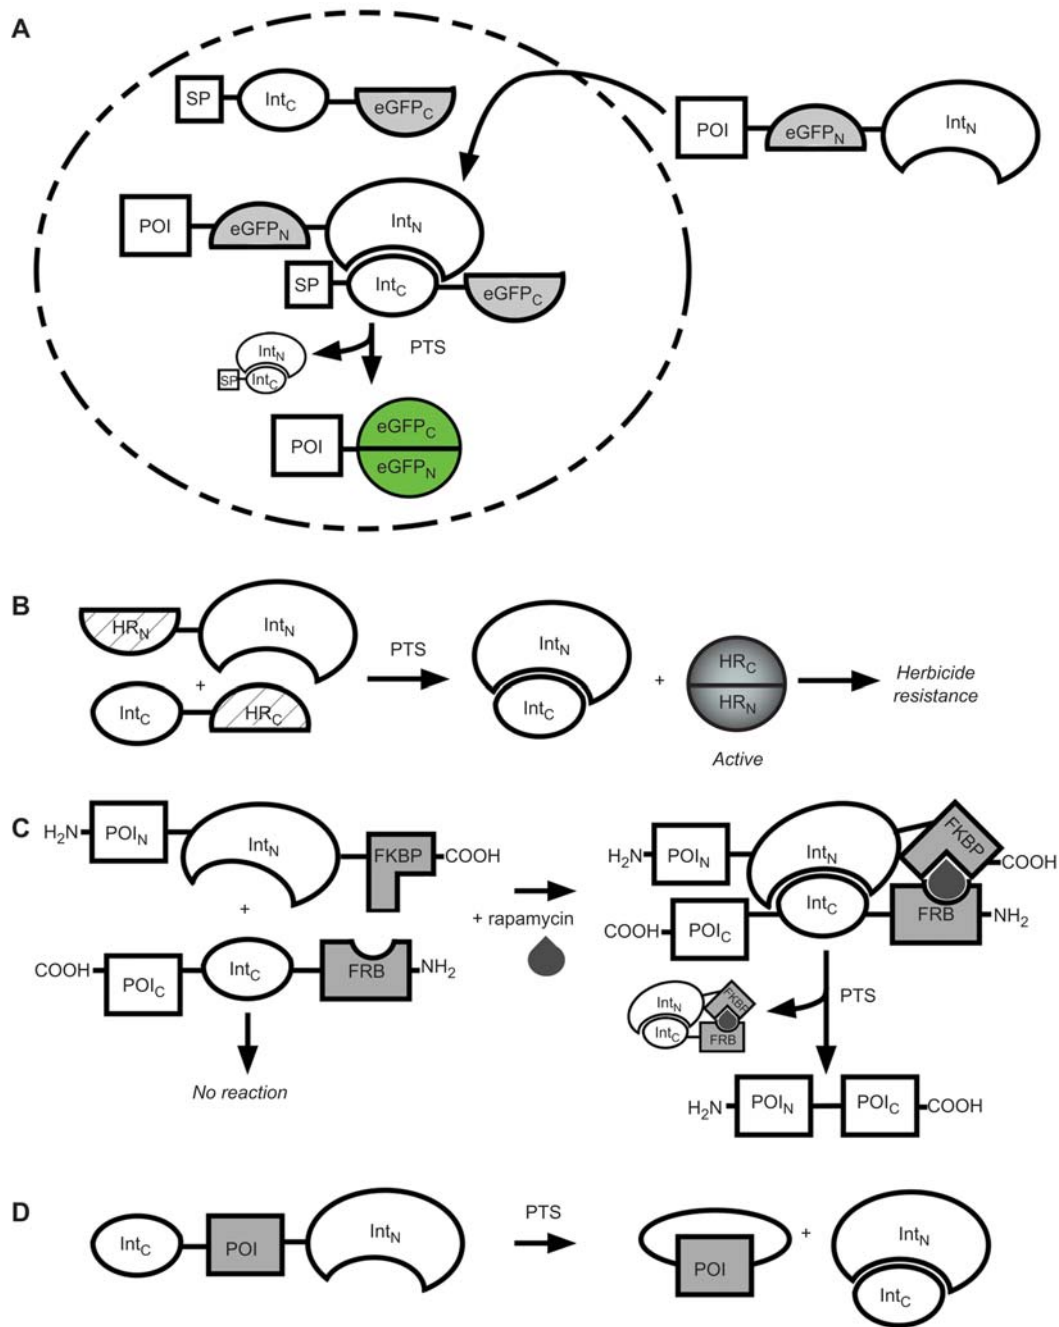 A
SP
IntC
eGFPC
POI
eGFPN
IntN
POI
eGFPN
IntN
SP
IntC
eGFPC
PTS
IntN
SP
IntC
POI
eGFPC
eGFPN
B
HRN
IntN
+
IntC
HRC
PTS
IntN
IntC
+
HRC
HRN
Active
Herbicide
resistance
C
H2N
POIN
IntN
FKBP
COOH
+
COOH
POIC
IntC
FRB
NH2
No reaction
+ rapamycin
H2N
POIN
IntN
FKBP
COOH
COOH
POIC
IntC
FRB
NH2
PTS
IntN
FKBP
IntC
FRB
H2N
POIN
POIC
COOH
D
IntC
POI
IntN
PTS
POI
+
IntN
IntC